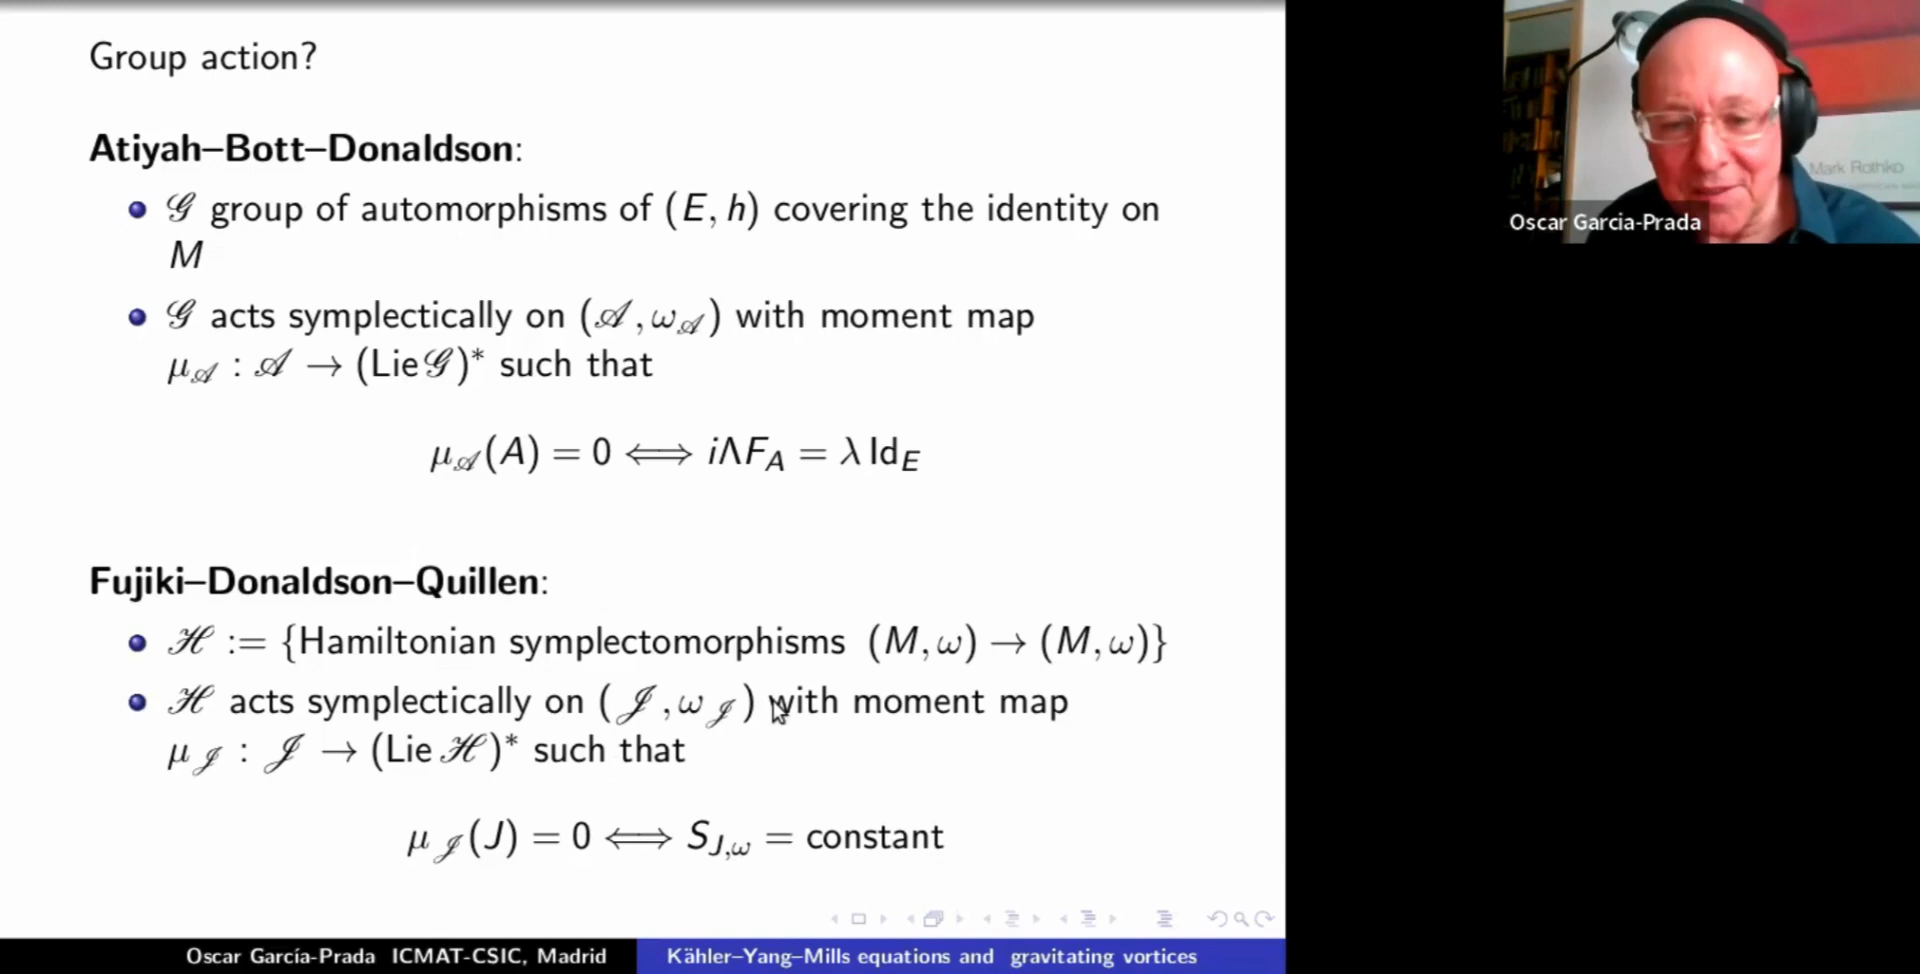 Group action?
Atiyah–Bott–Donaldson:
𝒢 group of automorphisms of (E, h) covering the identity on
M
𝒢 acts symplectically on (𝒜, ω_𝒜) with moment map
μ_𝒜 : 𝒜 → (Lie 𝒢)* such that
μ_𝒜(A) = 0 ⟺ iΛF_A = λ Id_E
Fujiki–Donaldson–Quillen:
ℋ := {Hamiltonian symplectomorphisms (M, ω) → (M, ω)}
ℋ acts symplectically on (𝒥, ω_𝒥) with moment map
μ_𝒥 : 𝒥 → (Lie ℋ)* such that
μ_𝒥(J) = 0 ⟺ S_{J,ω} = constant
Oscar García-Prada ICMAT-CSIC, Madrid
Kähler–Yang–Mills equations and gravitating vortices
Mark Rothko
Oscar Garcia-Prada